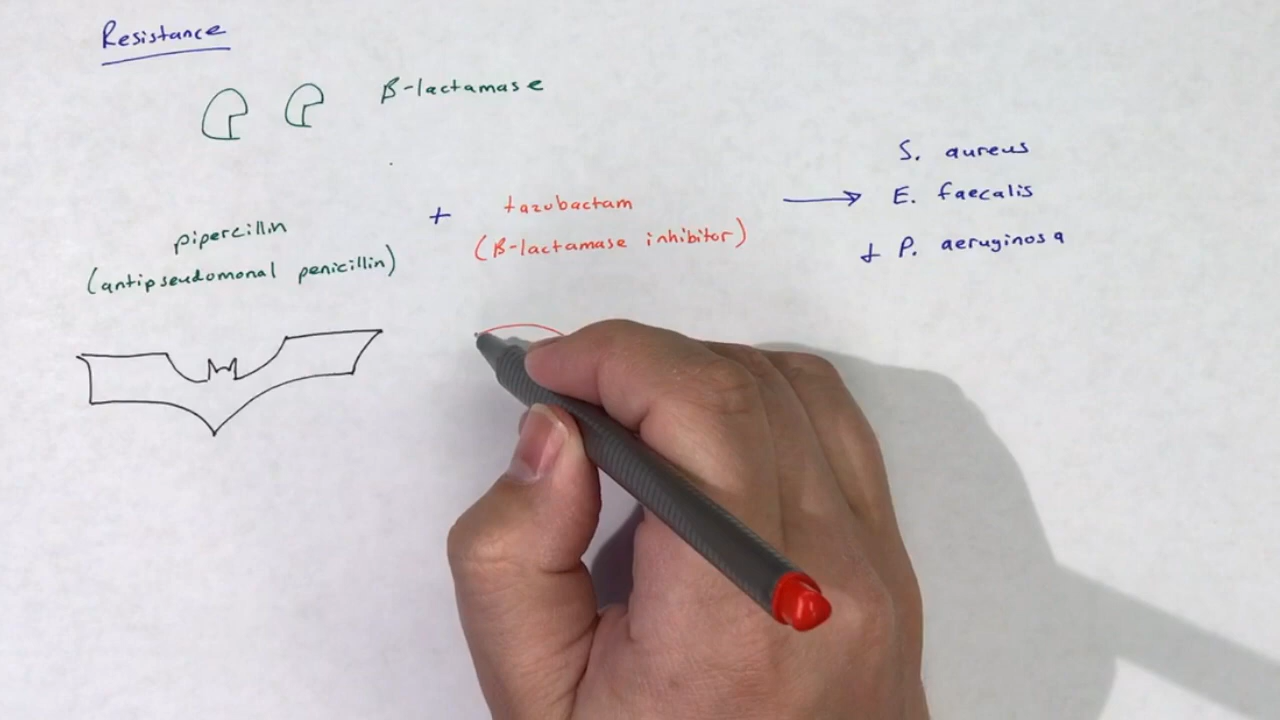 Resistance
β-lactamase
pipercillin
(antipseudomonal penicillin)
+
tazobactam
(β-lactamase inhibitor)
→
S. aureus
E. faecalis
+ P. aeruginosa